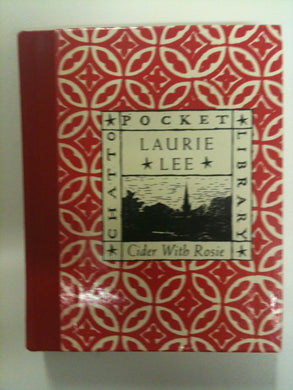 POCKET
CHATTO
LIBRARY
LAURIE
★ LEE ★
Cider With Rosie